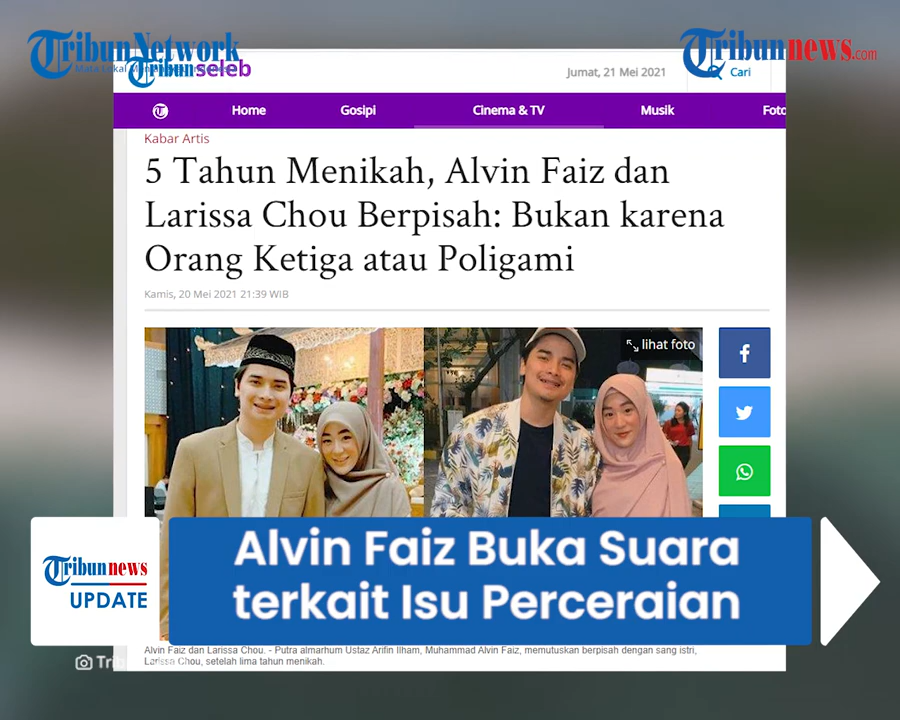 Tribun Network
Tribunnews.com
Tribunseleb
Jumat, 21 Mei 2021
Cari
Home
Gosipi
Cinema & TV
Musik
Foto
Kabar Artis
5 Tahun Menikah, Alvin Faiz dan
Larissa Chou Berpisah: Bukan karena
Orang Ketiga atau Poligami
Kamis, 20 Mei 2021 21:39 WIB
lihat foto
Tribunnews
UPDATE
Alvin Faiz Buka Suara
terkait Isu Perceraian
Alvin Faiz dan Larissa Chou. - Putra almarhum Ustaz Arifin Ilham, Muhammad Alvin Faiz, memutuskan berpisah dengan sang istri,
Larissa Chou, setelah lima tahun menikah.